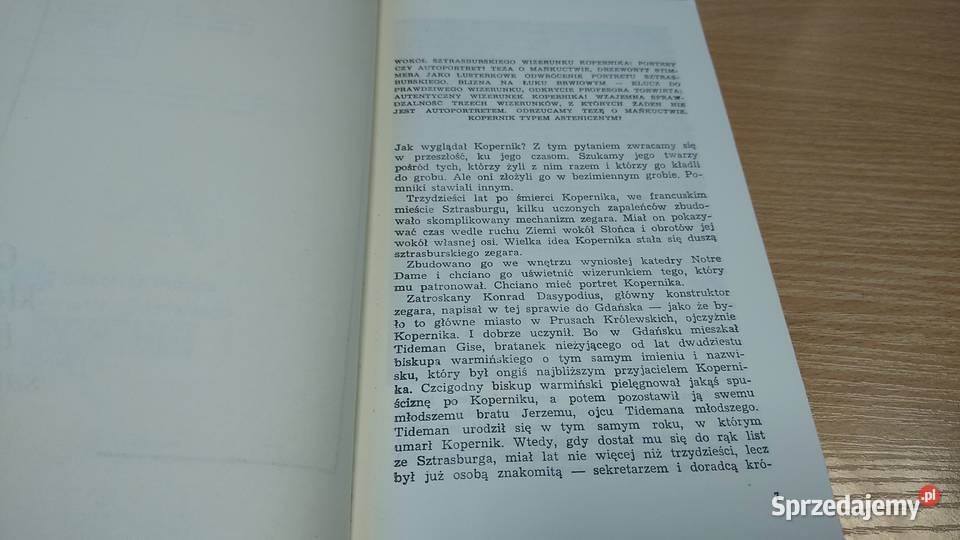 WOKÓŁ SZTRASBURSKIEGO WIZERUNKU KOPERNIKA: PORTRET
CZY AUTOPORTRET? TEZA O MAŃKUCTWIE, DRZEWORYT STIM-
MERA JAKO LUSTERKOWE ODWRÓCENIE PORTRETU SZTRAS-
BURSKIEGO. BLIZNA NA ŁUKU BRWIOWYM — KLUCZ DO
PRAWDZIWEGO WIZERUNKU, ODKRYCIE PROFESORA TORWIRTA:
AUTENTYCZNY WIZERUNEK KOPERNIKA! WZAJEMNA SPRAW-
DZALNOŚĆ TRZECH WIZERUNKÓW, Z KTÓRYCH ŻADEN NIE
JEST AUTOPORTRETEM. ODRZUCAMY TEZĘ O MAŃKUCTWIE.
KOPERNIK TYPEM ASTENICZNYM?
Jak wyglądał Kopernik? Z tym pytaniem zwracamy się
w przeszłość, ku jego czasom. Szukamy jego twarzy
pośród tych, którzy żyli z nim razem i którzy go kładli
do grobu. Ale oni złożyli go w bezimiennym grobie. Po-
mniki stawiali innym.
Trzydzieści lat po śmierci Kopernika, we francuskim
mieście Sztrasburgu, kilku uczonych zapaleńców zbudo-
wało skomplikowany mechanizm zegara. Miał on pokazy-
wać czas wedle ruchu Ziemi wokół Słońca i obrotów jej
wokół własnej osi. Wielka idea Kopernika stała się duszą
sztrasburskiego zegara.
Zbudowano go we wnętrzu wyniosłej katedry Notre
Dame i chciano go uświetnić wizerunkiem tego, który
mu patronował. Chciano mieć portret Kopernika.
Zatroskany Konrad Dasypodius, główny konstruktor
zegara, napisał w tej sprawie do Gdańska — jako że by-
ło to główne miasto w Prusach Królewskich, ojczyźnie
Kopernika. I dobrze uczynił. Bo w Gdańsku mieszkał
Tideman Gise, bratanek nieżyjącego od lat dwudziestu
biskupa warmińskiego o tym samym imieniu i nazwi-
sku, który był ongiś najbliższym przyjacielem Koperni-
ka. Czcigodny biskup warmiński pielęgnował jakąś spu-
ściznę po Koperniku, a potem pozostawił ją swemu
młodszemu bratu Jerzemu, ojcu Tidemana młodszego.
Tideman urodził się w tym samym roku, w którym
umarł Kopernik. Wtedy, gdy dostał mu się do rąk list
ze Sztrasburga, miał lat nie więcej niż trzydzieści, lecz
był już osobą znakomitą — sekretarzem i doradcą kró-
Sprzedajemy.pl